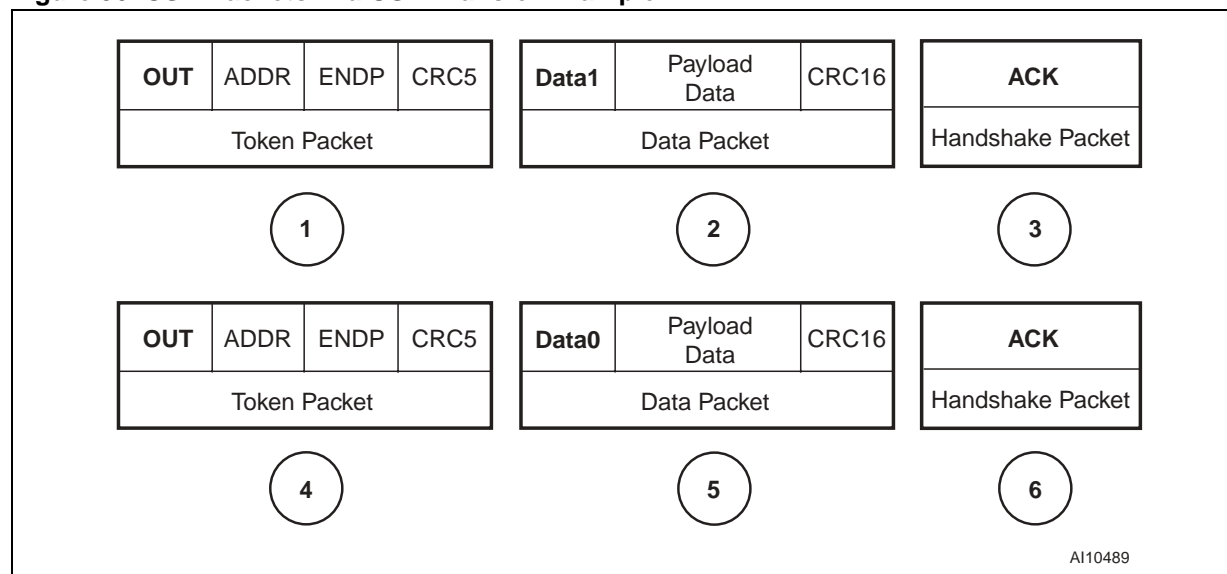 OUT ADDR ENDP CRC5 Data1 Payload Data CRC16 ACK
Token Packet Data Packet Handshake Packet
1 2 3
OUT ADDR ENDP CRC5 Data0 Payload Data CRC16 ACK
Token Packet Data Packet Handshake Packet
4 5 6
AI10489